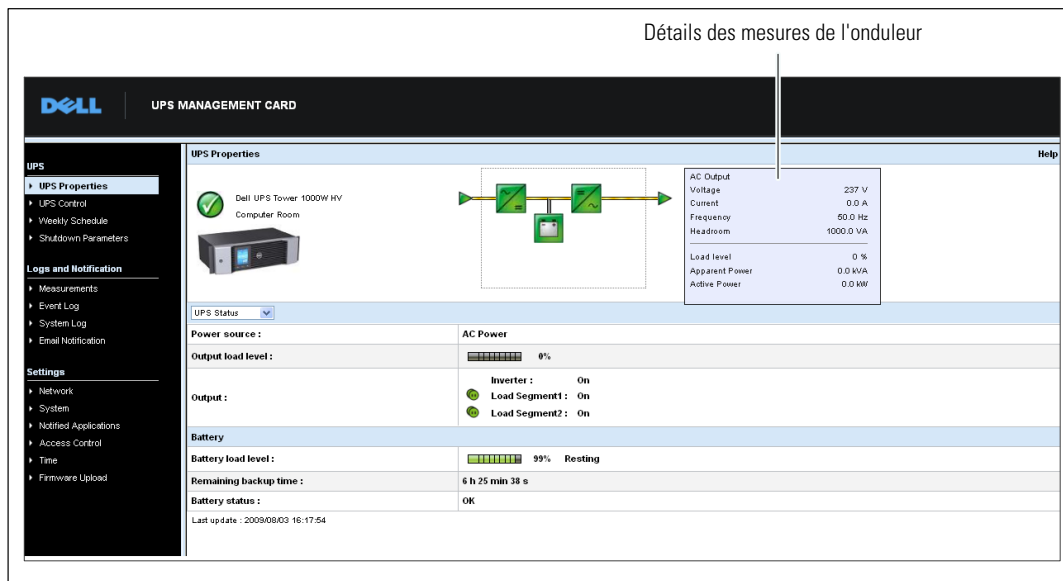 Détails des mesures de l'onduleur
DELL
UPS MANAGEMENT CARD
UPS
UPS Properties
UPS Control
Weekly Schedule
Shutdown Parameters
Logs and Notification
Measurements
Event Log
System Log
Email Notification
Settings
Network
System
Notified Applications
Access Control
Time
Firmware Upload
UPS Properties
Help
Dell UPS Tower 1000W HV
Computer Room
AC Output
Voltage 237 V
Current 0.0 A
Frequency 50.0 Hz
Headroom 1000.0 VA
Load level 0 %
Apparent Power 0.0 kVA
Active Power 0.0 kW
UPS Status
Power source : AC Power
Output load level : 0%
Output :
Inverter : On
Load Segment1 : On
Load Segment2 : On
Battery
Battery load level : 99% Resting
Remaining backup time : 6 h 25 min 38 s
Battery status : OK
Last update : 2009/08/03 16:17:54